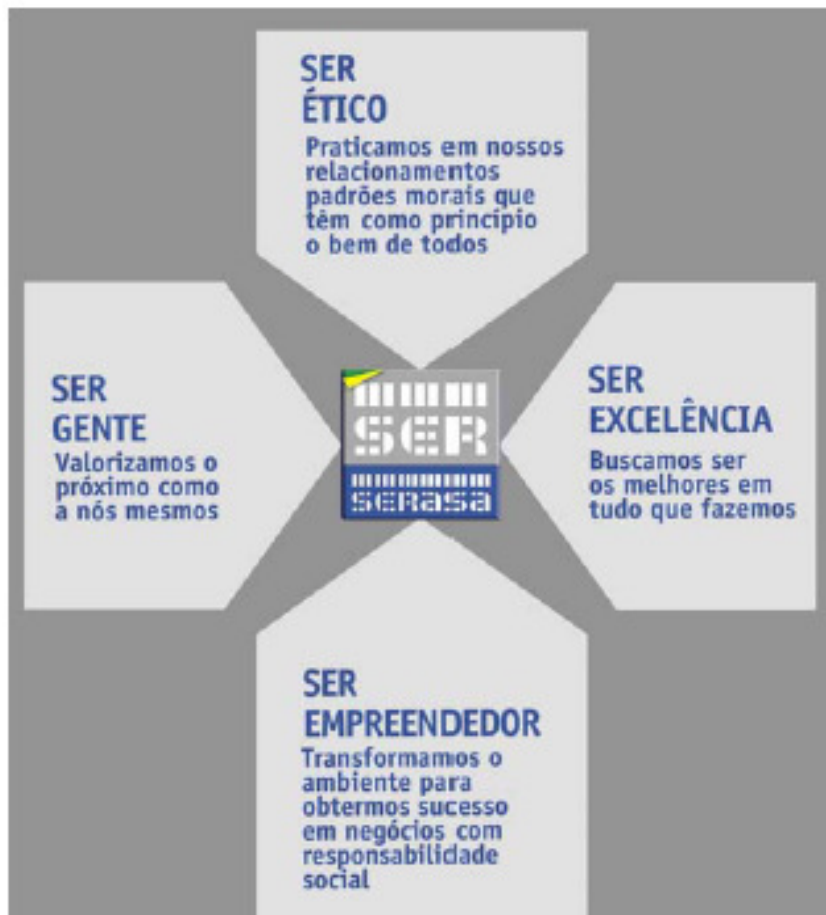 SER
ÉTICO
Praticamos em nossos
relacionamentos
padrões morais que
têm como princípio
o bem de todos
SER
GENTE
Valorizamos o
próximo como
a nós mesmos
SER
serasa
SER
EXCELÊNCIA
Buscamos ser
os melhores em
tudo que fazemos
SER
EMPREENDEDOR
Transformamos o
ambiente para
obtermos sucesso
em negócios com
responsabilidade
social